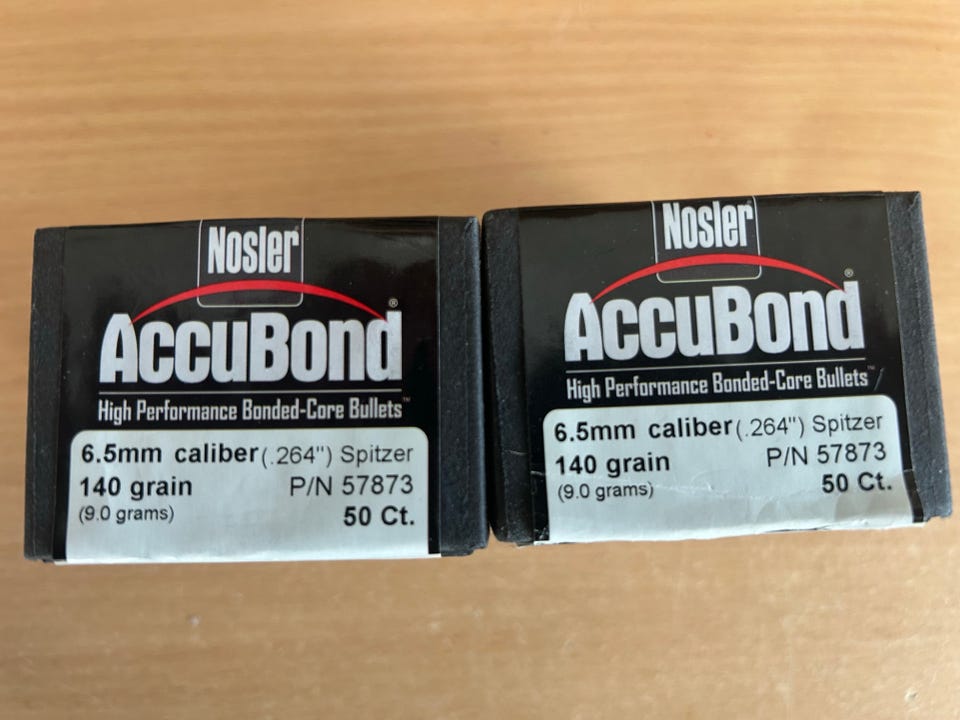 Nosler®
AccuBond®
High Performance Bonded-Core Bullets™
6.5mm caliber (.264") Spitzer
140 grain P/N 57873
(9.0 grams) 50 Ct.
Nosler®
AccuBond®
High Performance Bonded-Core Bullets™
6.5mm caliber (.264") Spitzer
140 grain P/N 57873
(9.0 grams) 50 Ct.